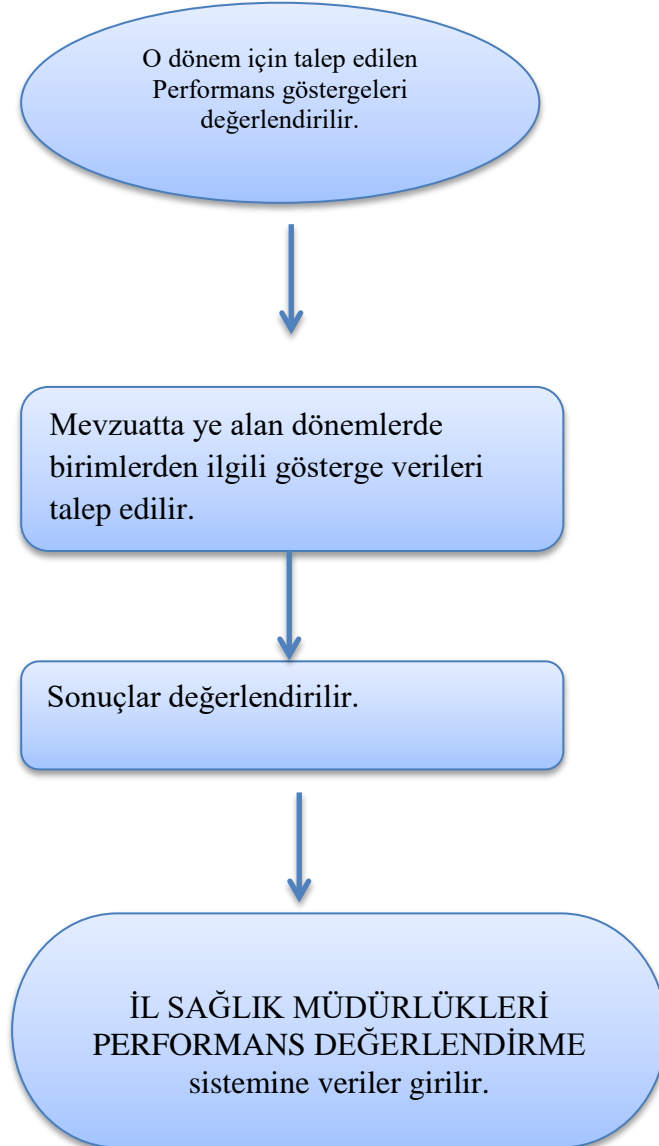 O dönem için talep edilen
Performans göstergeleri
değerlendirilir.
Mevzuatta ye alan dönemlerde
birimlerden ilgili gösterge verileri
talep edilir.
Sonuçlar değerlendirilir.
İL SAĞLIK MÜDÜRLÜKLERİ
PERFORMANS DEĞERLENDİRME
sistemine veriler girilir.